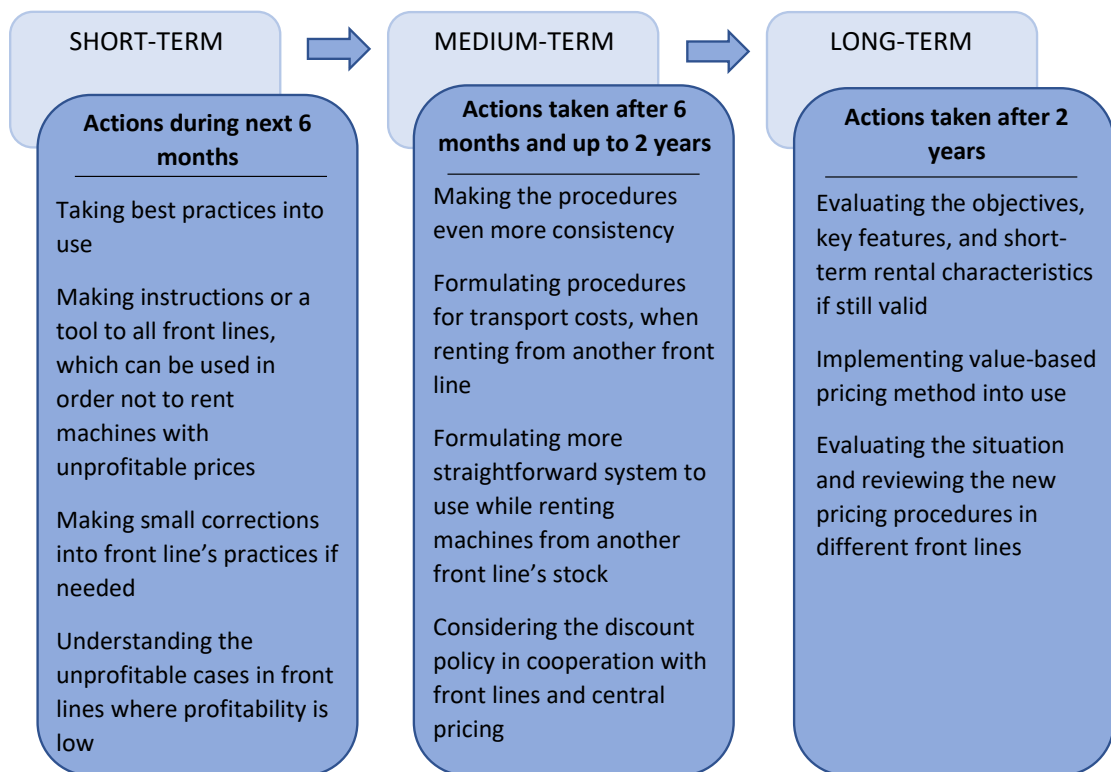 SHORT-TERM
Actions during next 6
months
Taking best practices into
use
Making instructions or a
tool to all front lines,
which can be used in
order not to rent
machines with
unprofitable prices
Making small corrections
into front line's practices if
needed
Understanding the
unprofitable cases in front
lines where profitability is
low
MEDIUM-TERM
Actions taken after 6
months and up to 2 years
Making the procedures
even more consistency
Formulating procedures
for transport costs, when
renting from another front
line
Formulating more
straightforward system to
use while renting
machines from another
front line's stock
Considering the discount
policy in cooperation with
front lines and central
pricing
LONG-TERM
Actions taken after 2
years
Evaluating the objectives,
key features, and short-
term rental characteristics
if still valid
Implementing value-based
pricing method into use
Evaluating the situation
and reviewing the new
pricing procedures in
different front lines